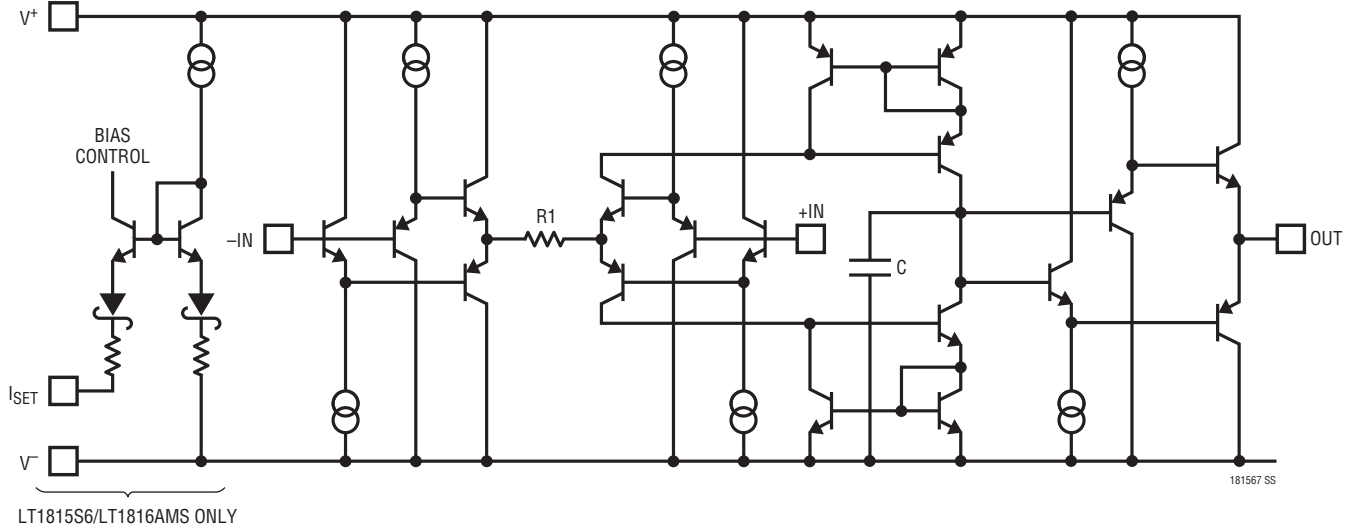 V+
BIAS
CONTROL
–IN
R1
+IN
C
OUT
ISET
V–
181567 SS
LT1815S6/LT1816AMS ONLY